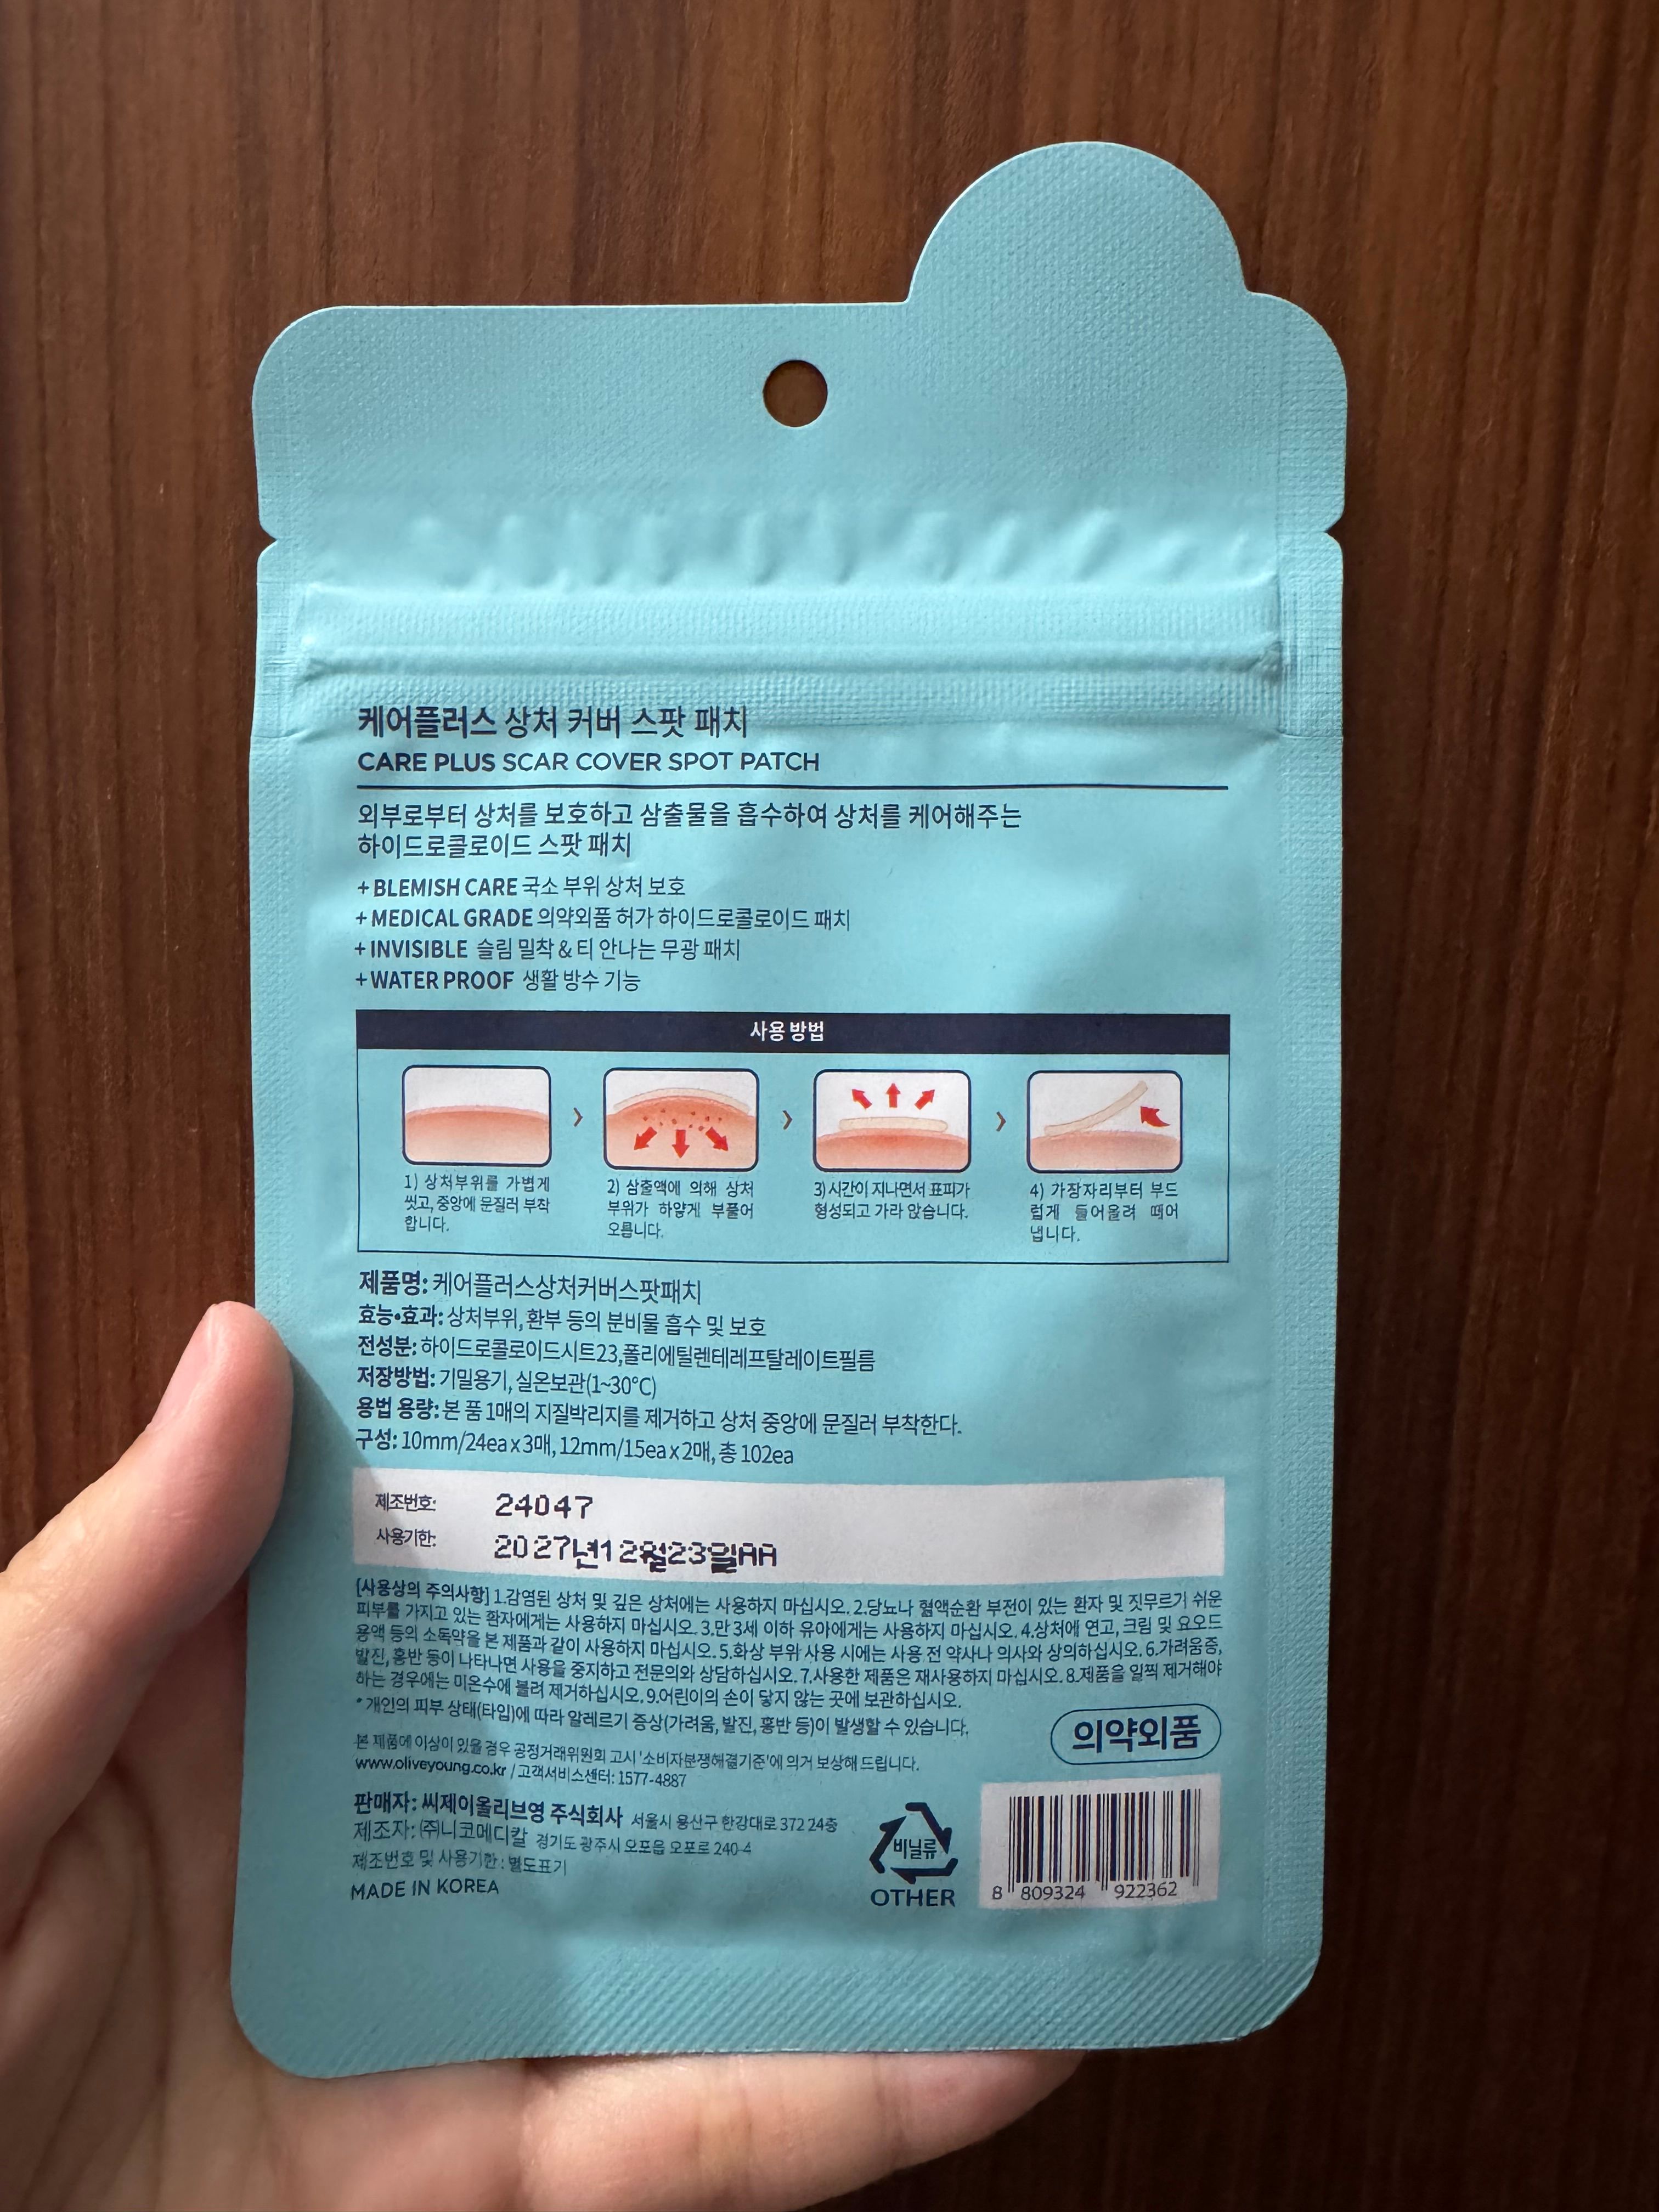 케어플러스 상처 커버 스팟 패치
CARE PLUS SCAR COVER SPOT PATCH
외부로부터 상처를 보호하고 삼출물을 흡수하여 상처를 케어해주는
하이드로콜로이드 스팟 패치
+ BLEMISH CARE 국소 부위 상처 보호
+ MEDICAL GRADE 의약외품 허가 하이드로콜로이드 패치
+ INVISIBLE 슬림 밀착 & 티 안나는 무광 패치
+ WATER PROOF 생활 방수 기능
사용 방법
1) 상처부위를 가볍게
씻고, 중앙에 문질러 부착
합니다.
2) 삼출액에 의해 상처
부위가 하얗게 부풀어
오릅니다.
3) 시간이 지나면서 표피가
형성되고 가라 앉습니다.
4) 가장자리부터 부드
럽게 들어올려 떼어
냅니다.
제품명: 케어플러스상처커버스팟패치
효능•효과: 상처부위, 환부 등의 분비물 흡수 및 보호
전성분: 하이드로콜로이드시트23,폴리에틸렌테레프탈레이트필름
저장방법: 기밀용기, 실온보관(1~30°C)
용법 용량: 본 품 1매의 지질박리지를 제거하고 상처 중앙에 문질러 부착한다.
구성: 10mm/24ea x 3매, 12mm/15ea x 2매, 총 102ea
제조번호: 24047
사용기한: 2027년12월23일AA
[사용상의 주의사항] 1.감염된 상처 및 깊은 상처에는 사용하지 마십시오. 2.당뇨나 혈액순환 부전이 있는 환자 및 짓무르기 쉬운
피부를 가지고 있는 환자에게는 사용하지 마십시오. 3.만 3세 이하 유아에게는 사용하지 마십시오. 4.상처에 연고, 크림 및 요오드
용액 등의 소독약을 본 제품과 같이 사용하지 마십시오. 5.화상 부위 사용 시에는 사용 전 약사나 의사와 상의하십시오. 6.가려움증,
발진, 홍반 등이 나타나면 사용을 중지하고 전문의와 상담하십시오. 7.사용한 제품은 재사용하지 마십시오. 8.제품을 일찍 제거해야
하는 경우에는 미온수에 불려 제거하십시오. 9.어린이의 손이 닿지 않는 곳에 보관하십시오.
* 개인의 피부 상태(타입)에 따라 알레르기 증상(가려움, 발진, 홍반 등)이 발생할 수 있습니다.
의약외품
본 제품에 이상이 있을 경우 공정거래위원회 고시 '소비자분쟁해결기준'에 의거 보상해 드립니다.
www.oliveyoung.co.kr / 고객서비스센터: 1577-4887
판매자: 씨제이올리브영 주식회사 서울시 용산구 한강대로 372 24층
제조자: ㈜니코메디칼 경기도 광주시 오포읍 오포로 240-4
제조번호 및 사용기한 : 별도표기
MADE IN KOREA
비닐류
OTHER
8 809324 922362